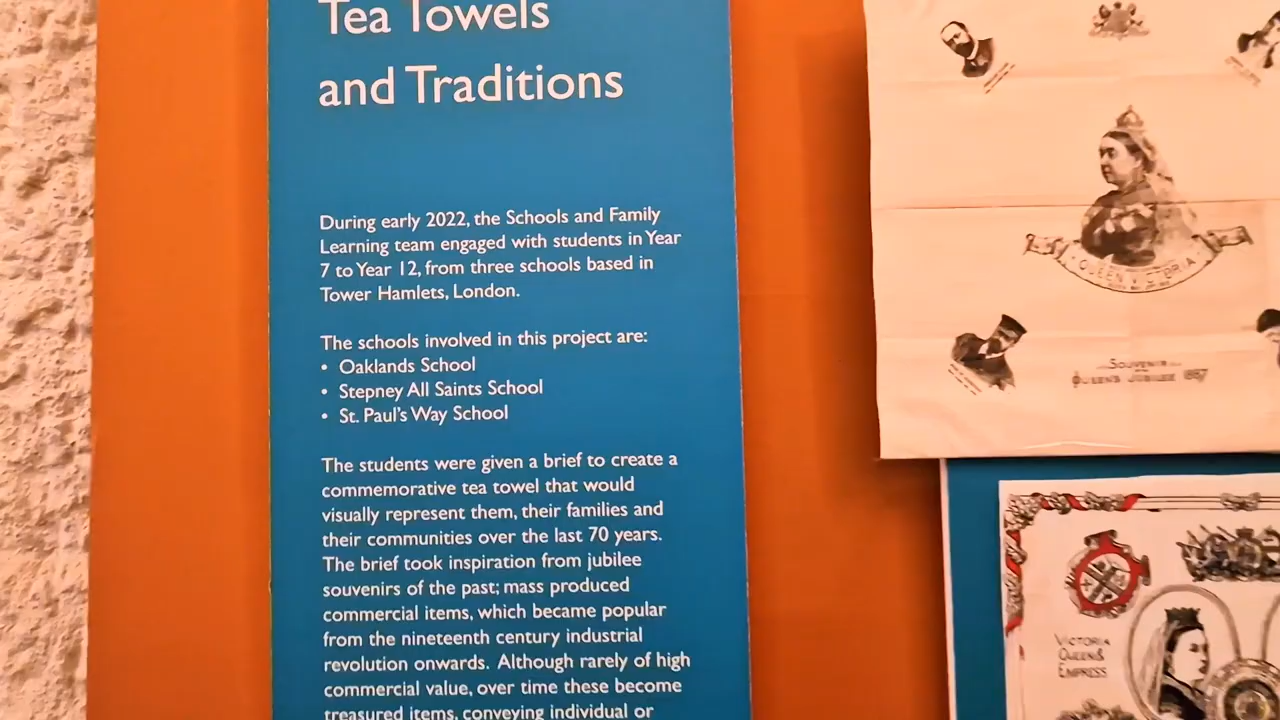 Tea Towels
and Traditions
During early 2022, the Schools and Family
Learning team engaged with students in Year
7 to Year 12, from three schools based in
Tower Hamlets, London.
The schools involved in this project are:
• Oaklands School
• Stepney All Saints School
• St. Paul's Way School
The students were given a brief to create a
commemorative tea towel that would
visually represent them, their families and
their communities over the last 70 years.
The brief took inspiration from jubilee
souvenirs of the past; mass produced
commercial items, which became popular
from the nineteenth century industrial
revolution onwards. Although rarely of high
commercial value, over time these become
treasured items, conveying individual or
QUEEN VICTORIA
SOUVENIR
QUEEN'S JUBILEE 1887
VICTORIA
QUEEN &
EMPRESS